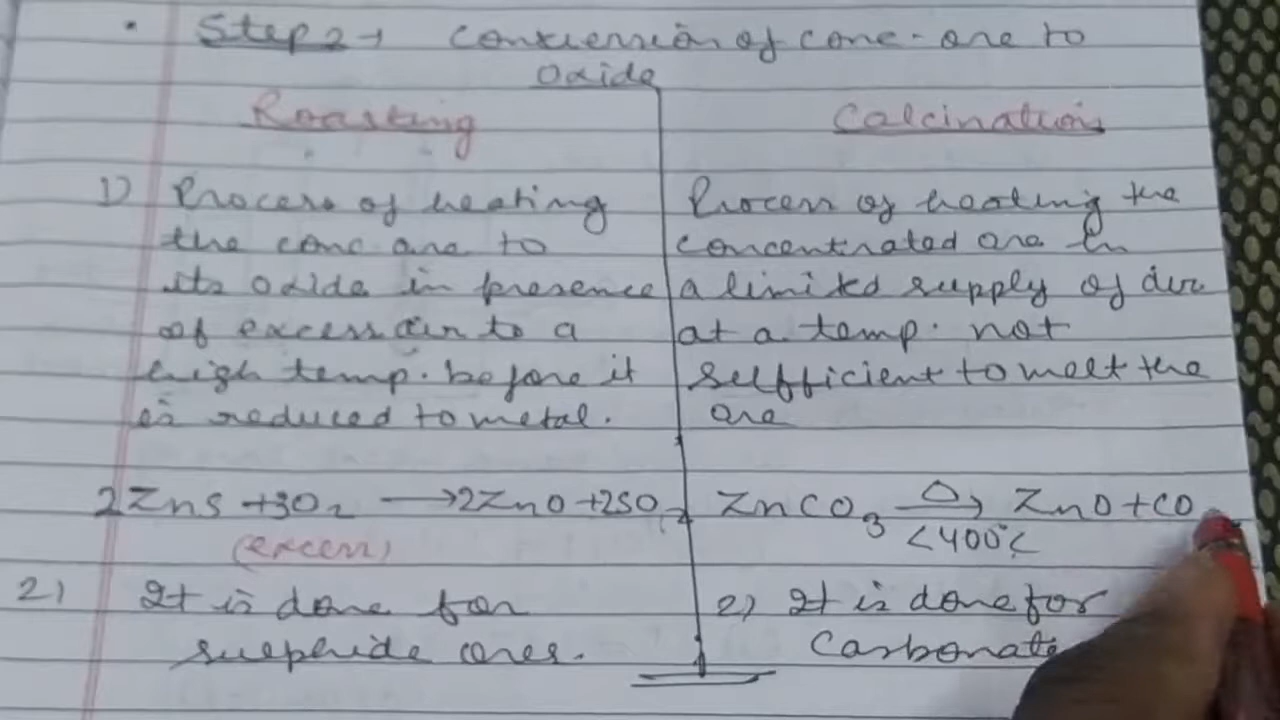 • Step 2→ Conversion of conc. ore to
oxide
Roasting
1) Process of heating
the conc ore to
its oxide in presence
of excess air to a
high temp. before it
is reduced to metal.
2ZnS +3O2 → 2ZnO+2SO2
(excess)
2) It is done for
sulphide ores.
Calcination
Process of heating the
concentrated ore in
a limited supply of air
at a temp. not
sufficient to melt the
ore
ZnCO3 Δ→ ZnO+CO
<400°C
2) It is done for
Carbonate